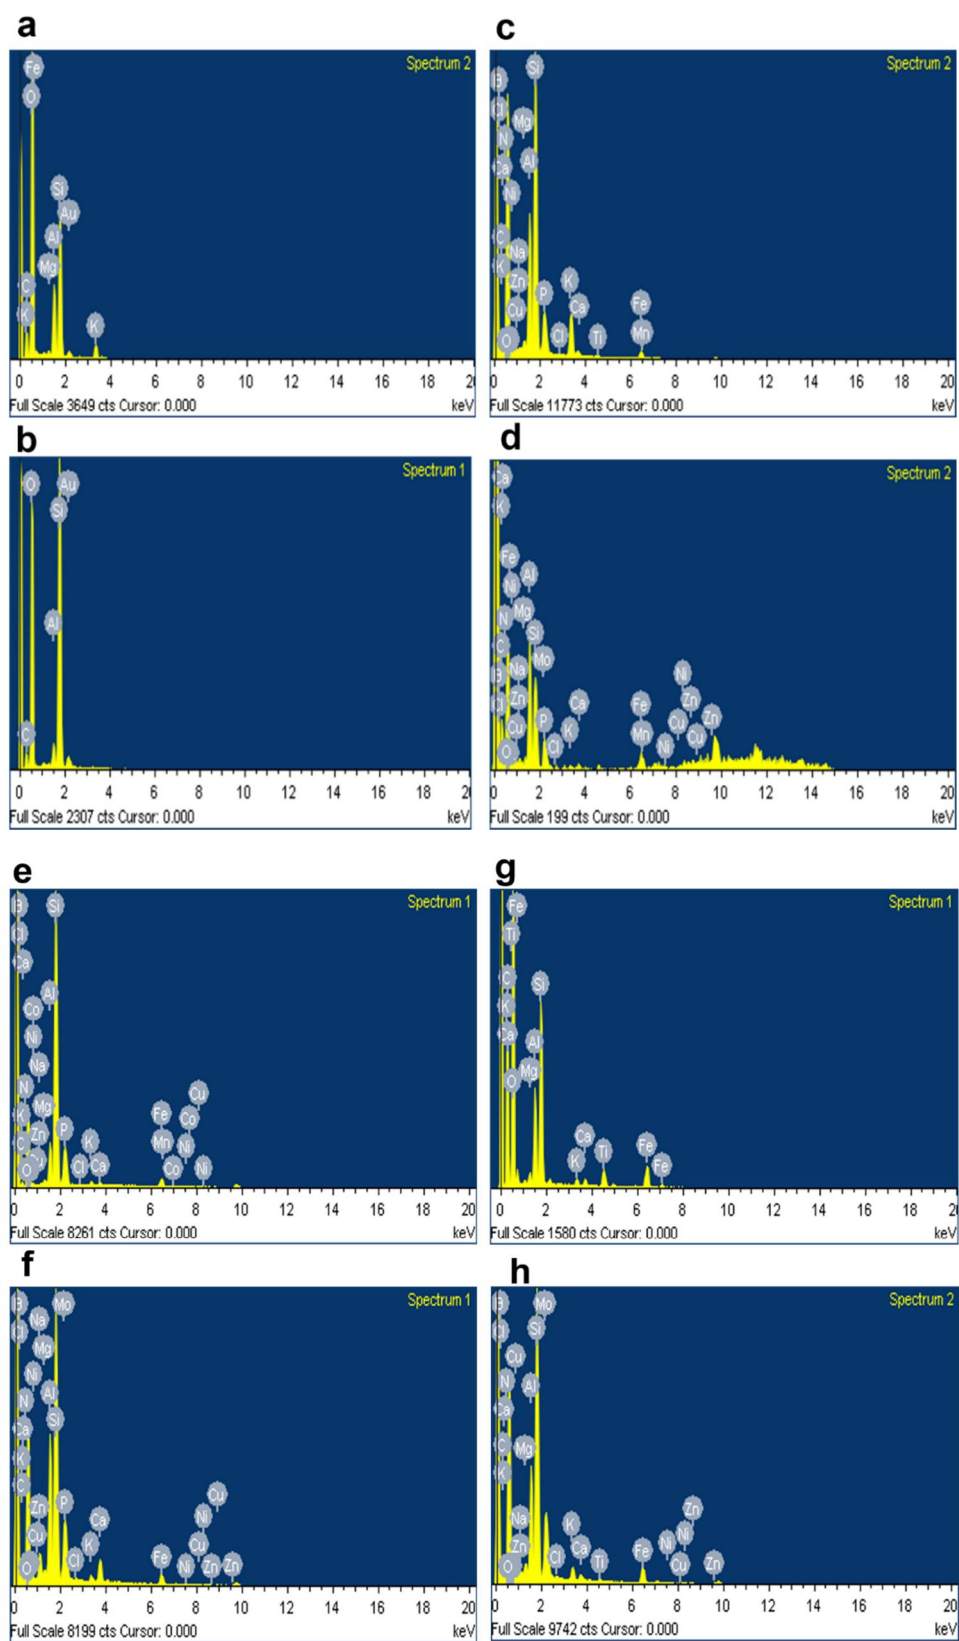 a
Spectrum 2
Fe
O
Si
Au
Al
Mg
C
K
K
0 2 4 6 8 10 12 14 16 18 20
Full Scale 3649 cts Cursor: 0.000 keV
c
Spectrum 2
Si
B
Cl
Mg
N
Al
Ca
Ni
C
Na
K
Zn
K
P
Ca
Fe
Cu
O
Cl
Ti
Mn
0 2 4 6 8 10 12 14 16 18 20
Full Scale 11773 cts Cursor: 0.000 keV
b
Spectrum 1
O
Au
Si
Al
C
0 2 4 6 8 10 12 14 16 18 20
Full Scale 2307 cts Cursor: 0.000 keV
d
Spectrum 2
Ca
K
Fe
Al
Ni
Mg
N
Si
C
Mo
Na
B
Ni
Zn
Cl
Ca
Fe
Zn
Cu
P
K
Mn
Cu
Zn
O
Cl
Ni
Cu
0 2 4 6 8 10 12 14 16 18 20
Full Scale 199 cts Cursor: 0.000 keV
e
Spectrum 1
B
Si
Cl
Ca
Al
Co
Ni
Na
N
Mg
K
Zn
P
C
K
Fe
Cu
Co
Mn
Ni
O
Cu
Cl
Ca
Co
Ni
0 2 4 6 8 10 12 14 16 18 20
Full Scale 8261 cts Cursor: 0.000 keV
g
Spectrum 1
Fe
Ti
C
Si
K
Ca
Al
Mg
O
Ca
K
Ti
Fe
Fe
0 2 4 6 8 10 12 14 16 18 20
Full Scale 1580 cts Cursor: 0.000 keV
f
Spectrum 1
B
Na
Mo
Cl
Mg
Ni
N
Al
Ca
Si
K
C
Zn
P
Cu
Ca
K
Cu
Ni
Cu
O
Cl
Fe
Ni
Zn
Zn
0 2 4 6 8 10 12 14 16 18 20
Full Scale 8199 cts Cursor: 0.000 keV
h
Spectrum 2
B
Mo
Cl
Si
Cu
N
Al
Ca
C
Mg
K
Na
Zn
K
Zn
Ni
Ni
O
Cl
Ca
Ti
Fe
Cu
Zn
0 2 4 6 8 10 12 14 16 18 20
Full Scale 9742 cts Cursor: 0.000 keV